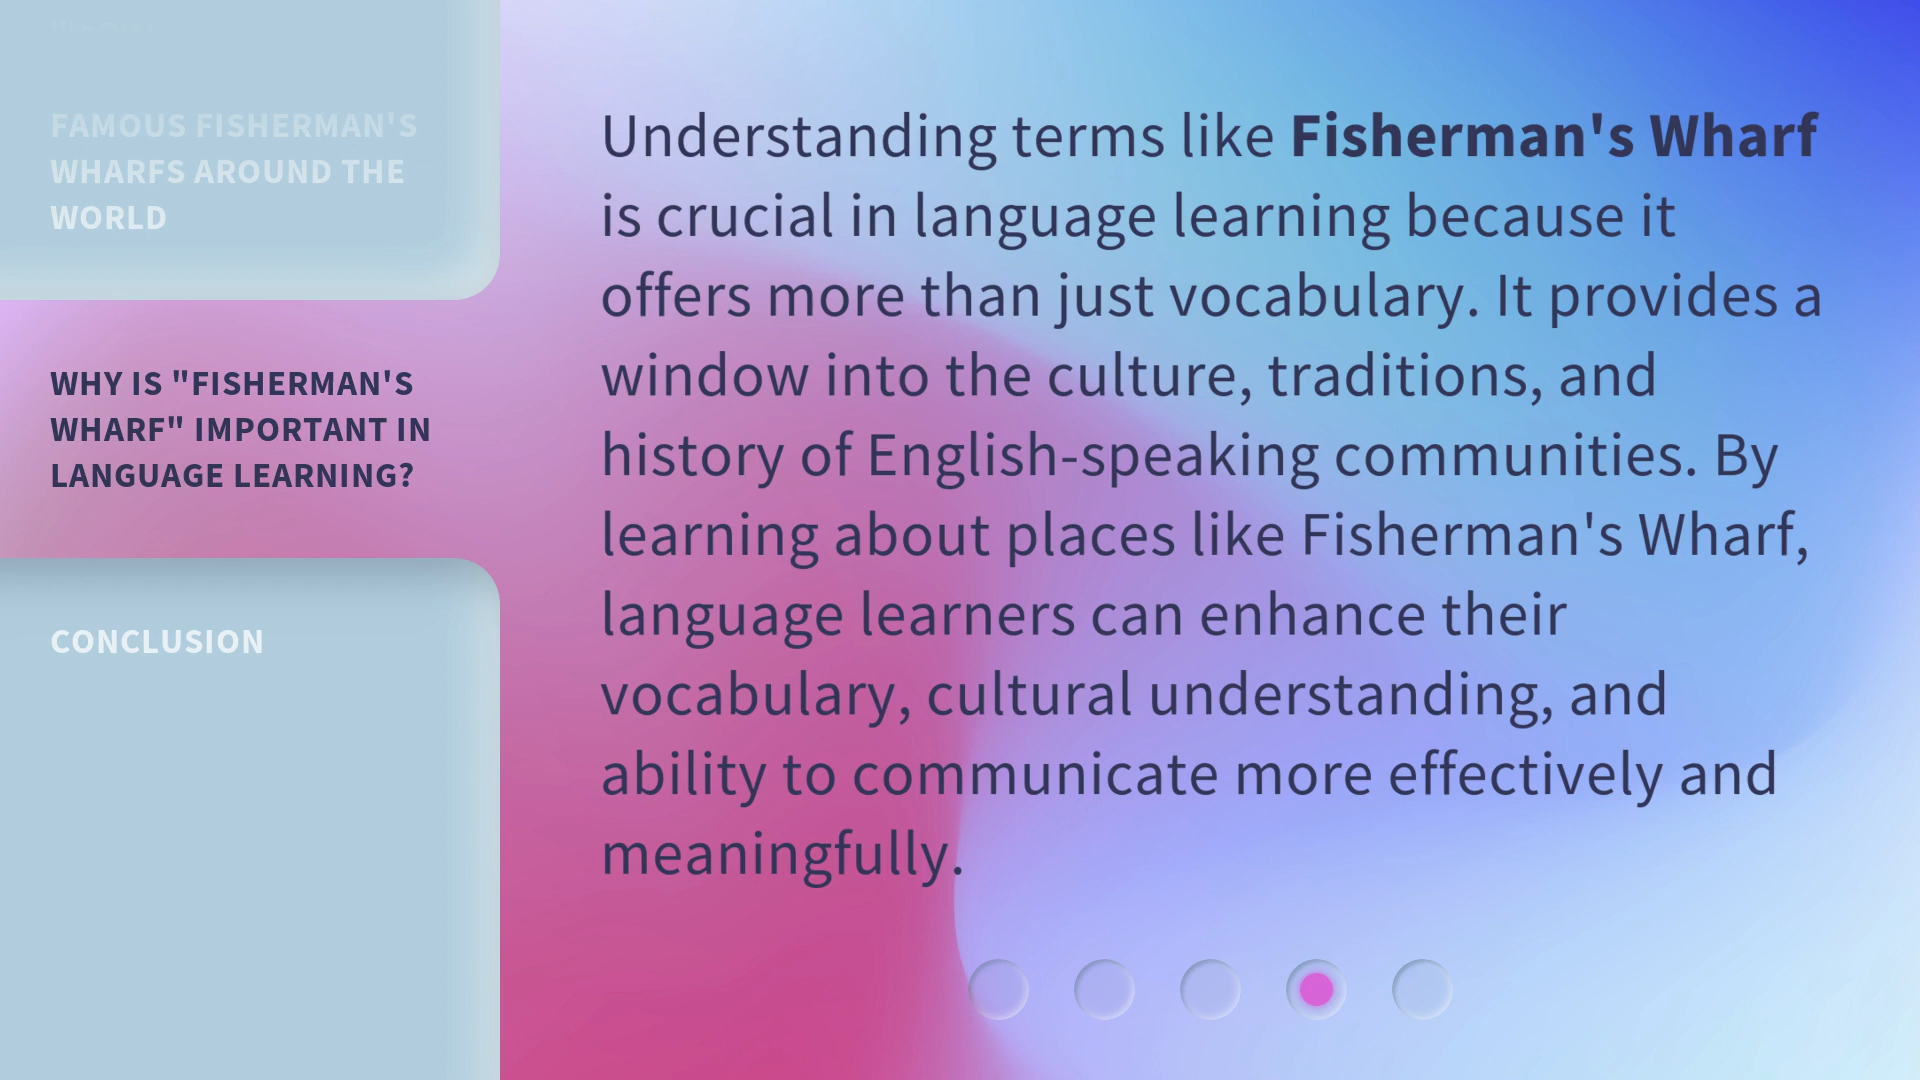 FAMOUS FISHERMAN'S
WHARFS AROUND THE
WORLD
WHY IS "FISHERMAN'S
WHARF" IMPORTANT IN
LANGUAGE LEARNING?
CONCLUSION
Understanding terms like Fisherman's Wharf
is crucial in language learning because it
offers more than just vocabulary. It provides a
window into the culture, traditions, and
history of English-speaking communities. By
learning about places like Fisherman's Wharf,
language learners can enhance their
vocabulary, cultural understanding, and
ability to communicate more effectively and
meaningfully.